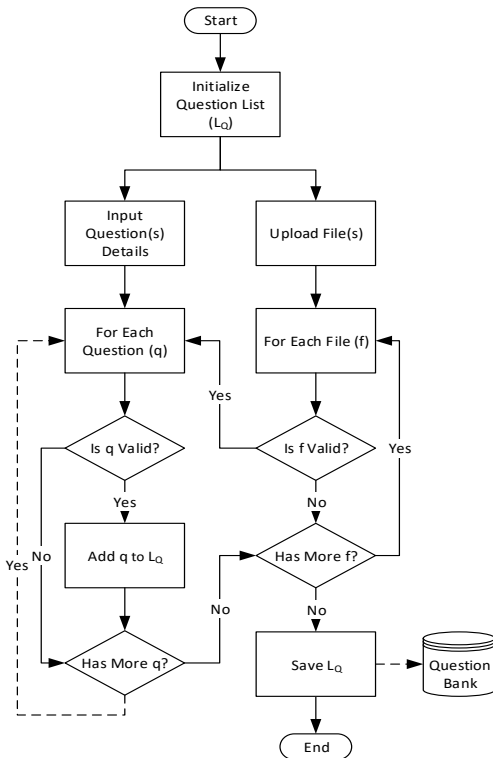 Start
Initialize
Question List
(LQ)
Input
Question(s)
Details
Upload File(s)
For Each
Question (q)
For Each File (f)
Yes
Is q Valid?
Is f Valid?
Yes
Yes
No
No
Yes
Add q to LQ
Has More f?
No
No
Has More q?
Save LQ
Question
Bank
End